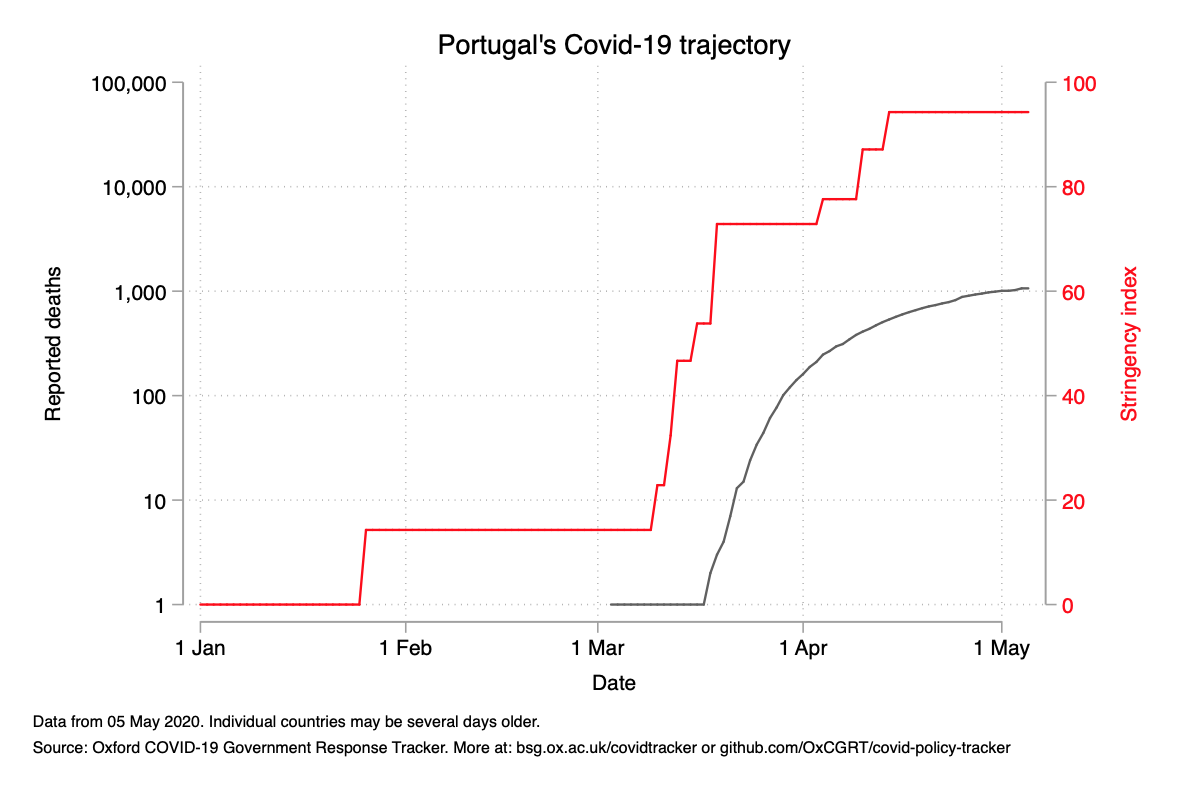 Portugal's Covid-19 trajectory
100,000
10,000
1,000
100
10
1
Reported deaths
100
80
60
40
20
0
Stringency index
1 Jan
1 Feb
1 Mar
1 Apr
1 May
Date
Data from 05 May 2020. Individual countries may be several days older.
Source: Oxford COVID-19 Government Response Tracker. More at: bsg.ox.ac.uk/covidtracker or github.com/OxCGRT/covid-policy-tracker